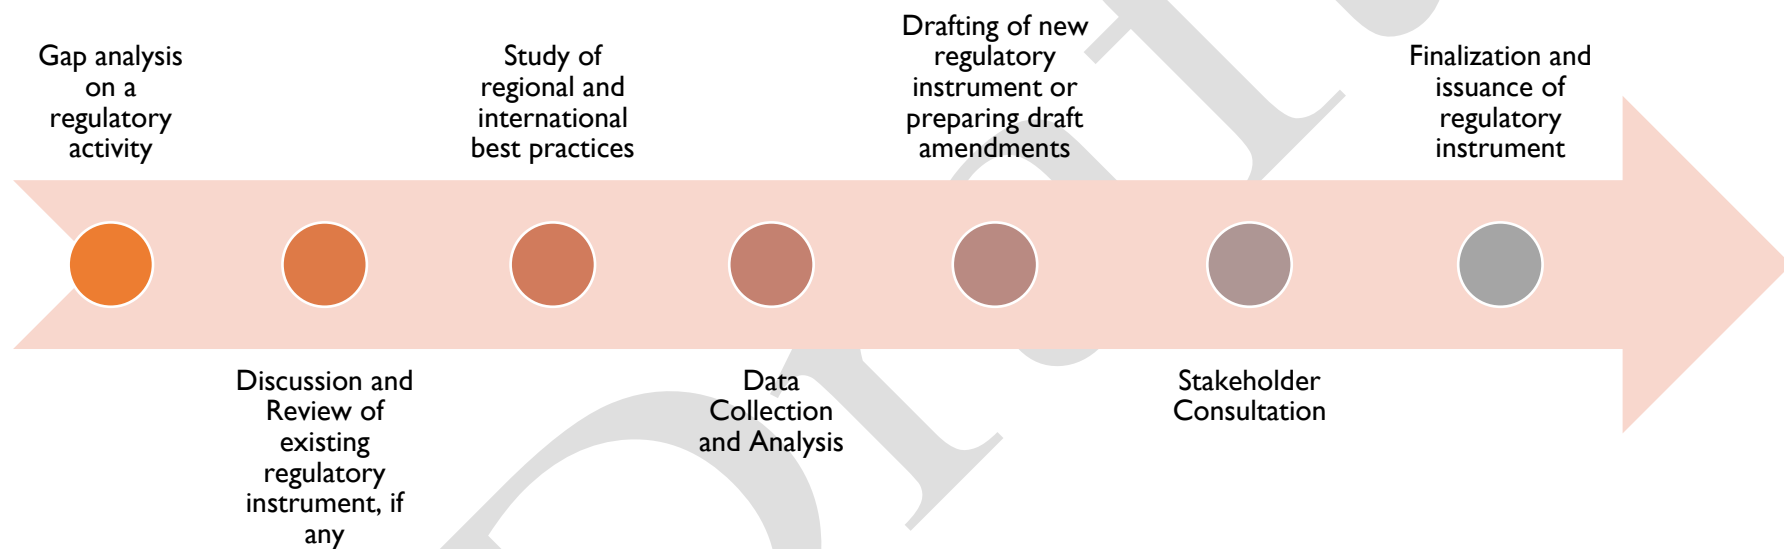 Gap analysis
on a
regulatory
activity
Discussion and
Review of
existing
regulatory
instrument, if
any
Study of
regional and
international
best practices
Data
Collection
and Analysis
Drafting of new
regulatory
instrument or
preparing draft
amendments
Stakeholder
Consultation
Finalization and
issuance of
regulatory
instrument